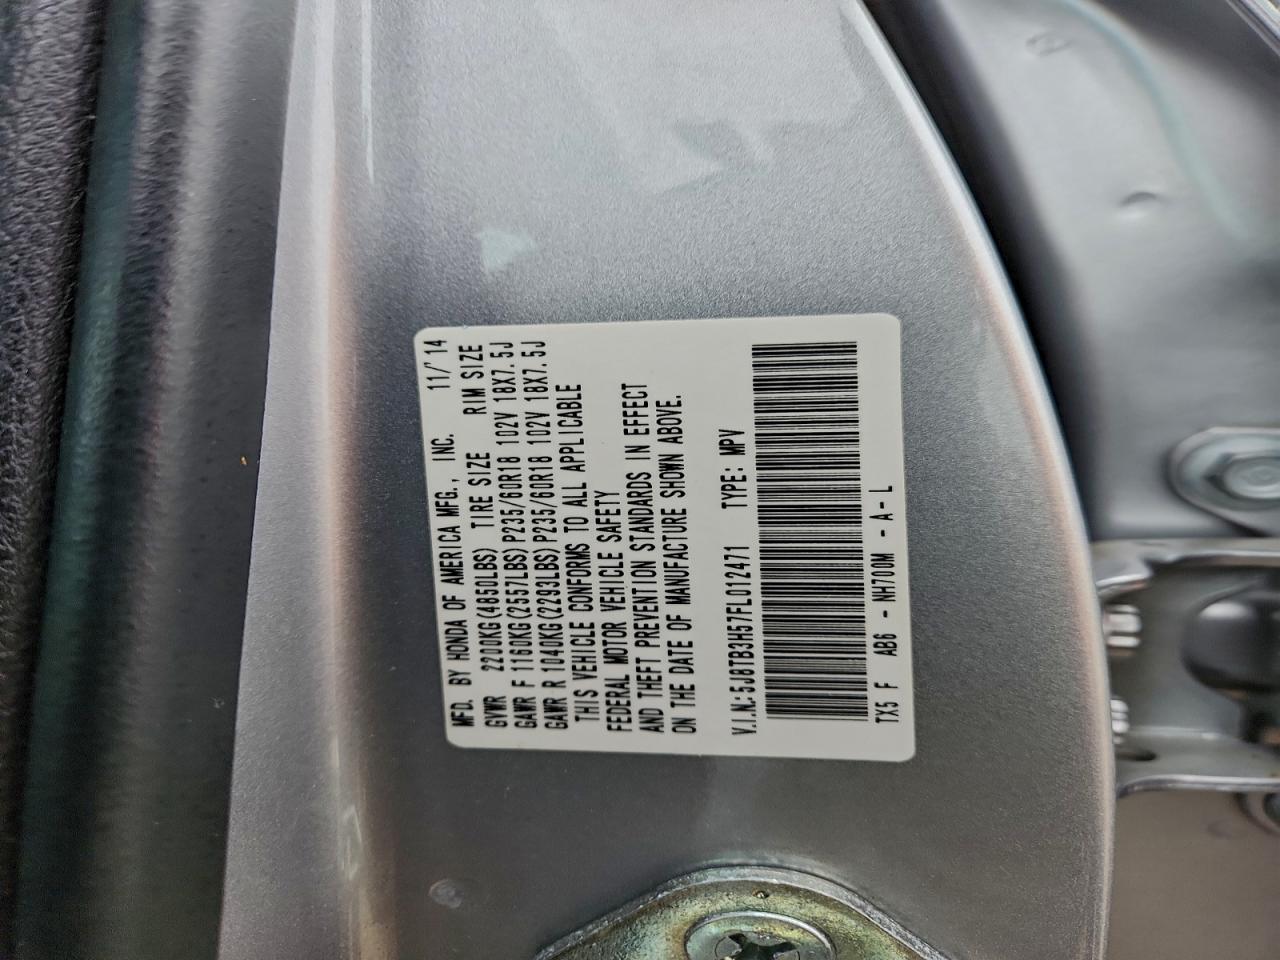 MFD. BY HONDA OF AMERICA MFG., INC. 11/'14
GVWR 2200KG(4850LBS) TIRE SIZE RIM SIZE
GAWR F 1160KG(2557LBS) P235/60R18 102V 18X7.5J
GAWR R 1040KG(2293LBS) P235/60R18 102V 18X7.5J
THIS VEHICLE CONFORMS TO ALL APPLICABLE
FEDERAL MOTOR VEHICLE SAFETY
AND THEFT PREVENTION STANDARDS IN EFFECT
ON THE DATE OF MANUFACTURE SHOWN ABOVE.
V.I.N.: 5J8TB3H57FL012471 TYPE: MPV
TX5 F AB6 - NH700M - A - L